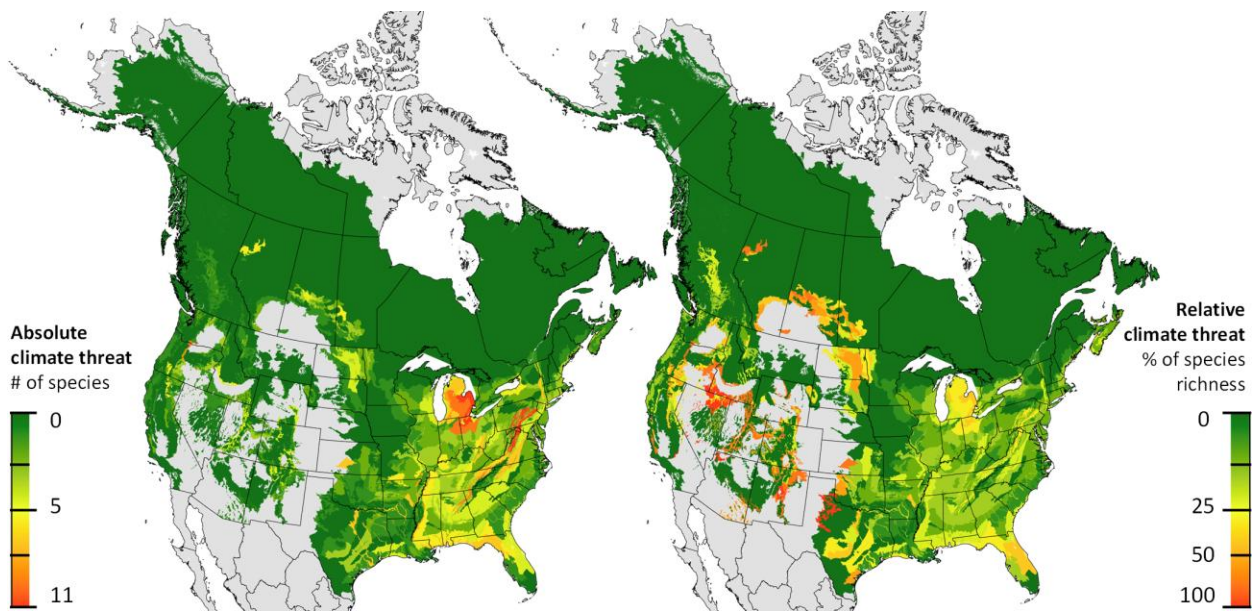 Absolute
climate threat
# of species
0
5
11
Relative
climate threat
% of species
richness
0
25
50
100